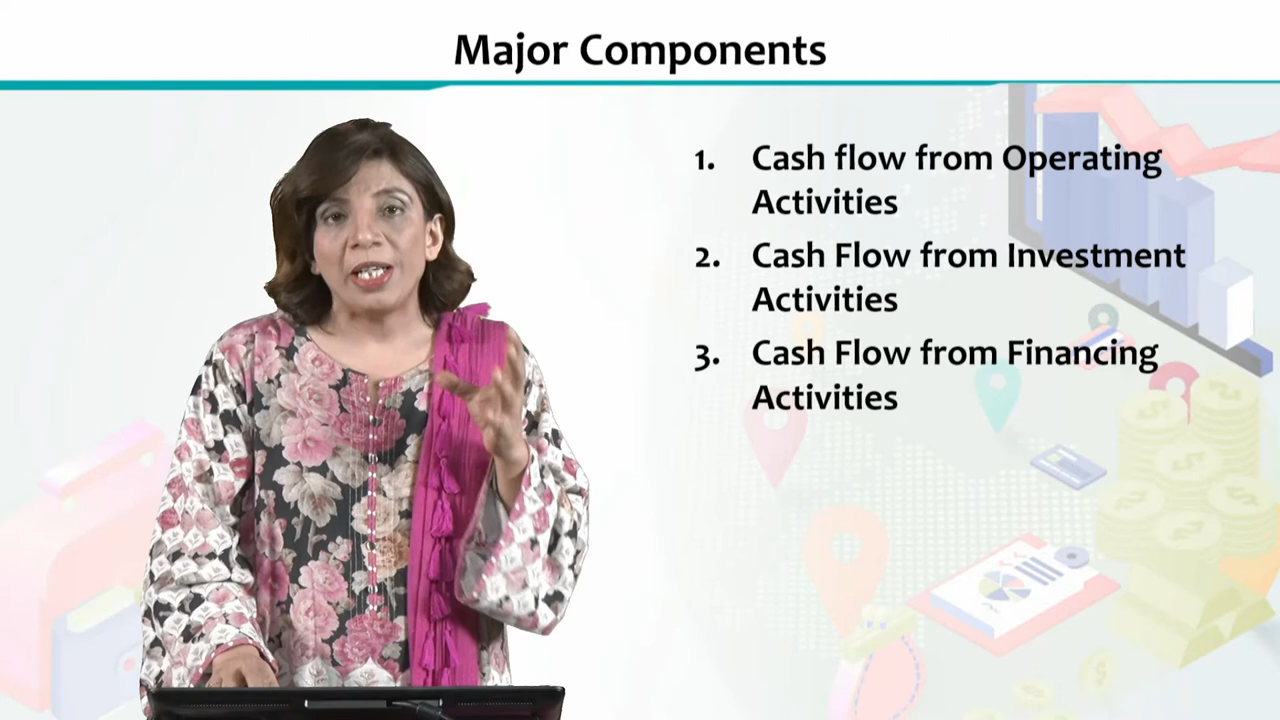 Major Components
1. Cash flow from Operating
Activities
2. Cash Flow from Investment
Activities
3. Cash Flow from Financing
Activities